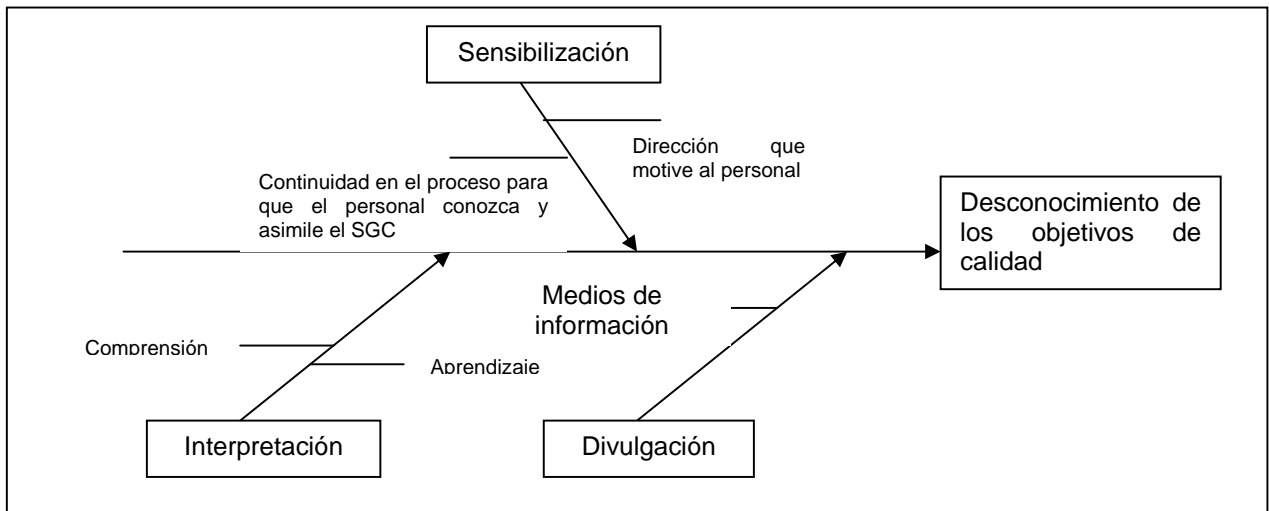 Sensibilización
Dirección que
motive al personal
Continuidad en el proceso para
que el personal conozca y
asimile el SGC
Desconocimiento de
los objetivos de
calidad
Medios de
información
Comprensión
Aprendizaje
Interpretación
Divulgación